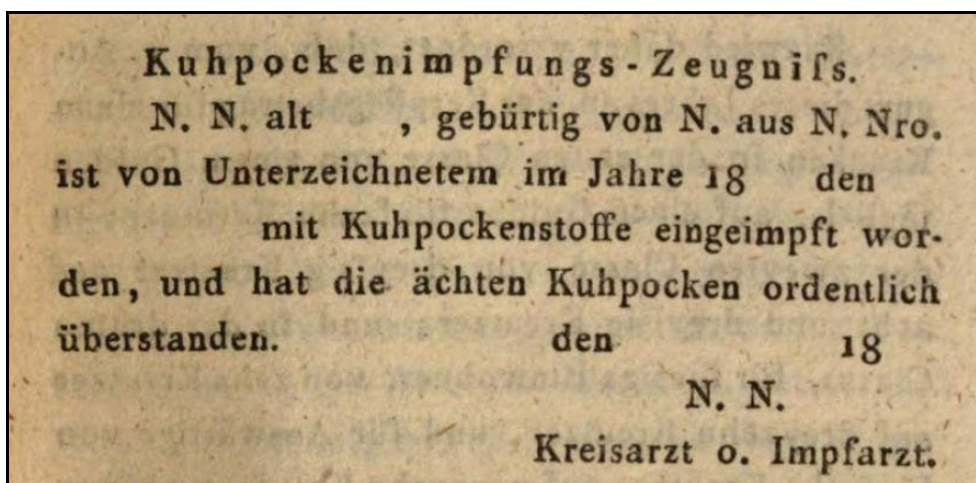 Kuhpockenimpfungs-Zeugniſs.
N. N. alt , gebürtig von N. aus N. Nro.
ist von Unterzeichnetem im Jahre 18 den
mit Kuhpockenstoffe eingeimpft wor-
den, und hat die ächten Kuhpocken ordentlich
überstanden. den 18
N. N.
Kreisarzt o. Impfarzt.